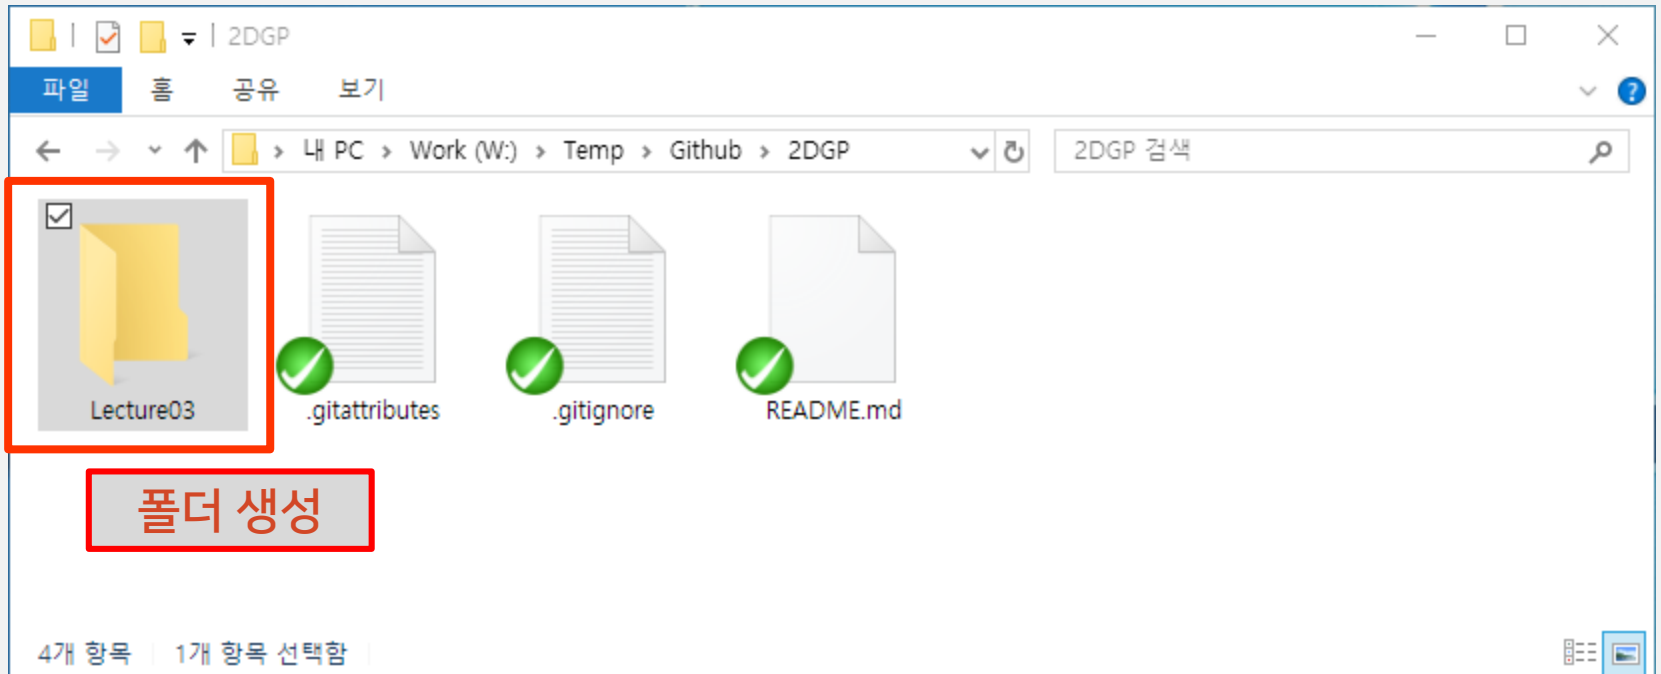 2DGP
파일 홈 공유 보기
내 PC > Work (W:) > Temp > Github > 2DGP 2DGP 검색
Lecture03 .gitattributes .gitignore README.md
폴더 생성
4개 항목 1개 항목 선택함